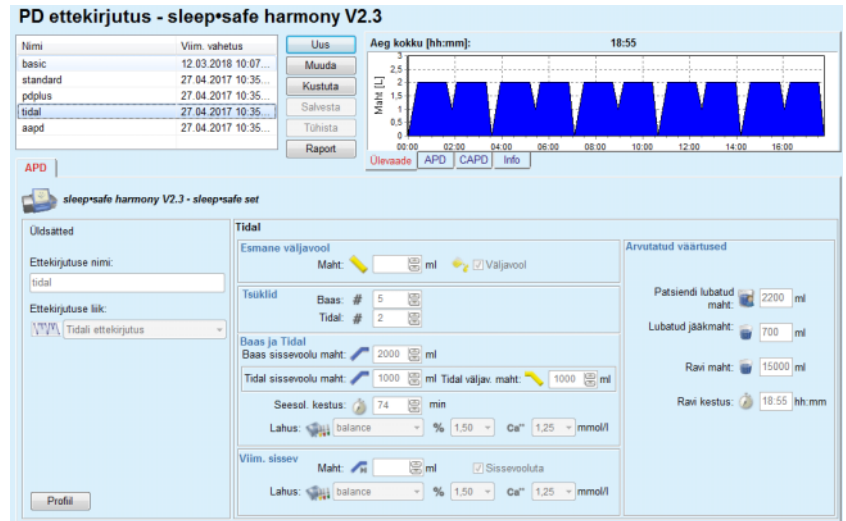 PD ettekirjutus - sleep•safe harmony V2.3
Nimi Viim. vahetus
basic 12.03.2018 10:07...
standard 27.04.2017 10:35...
pdplus 27.04.2017 10:35...
tidal 27.04.2017 10:35...
aapd 27.04.2017 10:35...
Uus
Muuda
Kustuta
Salvesta
Tühista
Raport
Aeg kokku [hh:mm]: 18:55
Maht [L]
3
2,5
2
1,5
1
0,5
0
00:00 02:00 04:00 06:00 08:00 10:00 12:00 14:00 16:00
Ülevaade APD CAPD Info
APD
sleep•safe harmony V2.3 - sleep•safe set
Üldsätted
Ettekirjutuse nimi:
tidal
Ettekirjutuse liik:
Tidali ettekirjutus
Profiil
Tidal
Esmane väljavool
Maht: ml Väljavool
Tsüklid
Baas: # 5
Tidal: # 2
Baas ja Tidal
Baas sissevoolu maht: 2000 ml
Tidal sissevoolu maht: 1000 ml Tidal väljav. maht: 1000 ml
Seesol. kestus: 74 min
Lahus: balance % 1,50 Ca⁺⁺ 1,25 mmol/l
Viim. sissev
Maht: ml Sissevooluta
Lahus: balance % 1,50 Ca⁺⁺ 1,25 mmol/l
Arvutatud väärtused
Patsiendi lubatud
maht: 2200 ml
Lubatud jääkmaht: 700 ml
Ravi maht: 15000 ml
Ravi kestus: 18:55 hh:mm